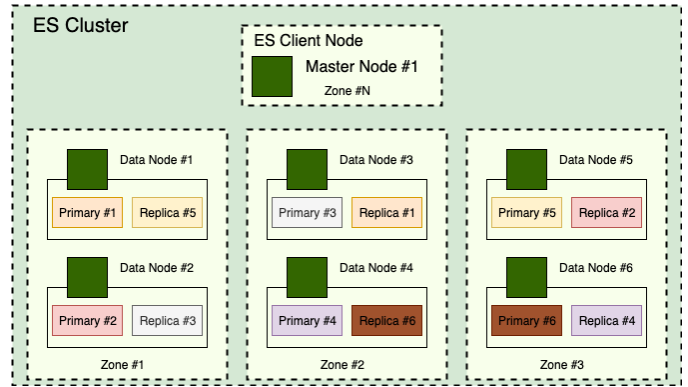 ES Cluster
ES Client Node
Master Node #1
Zone #N
Data Node #1
Primary #1 Replica #5
Data Node #2
Primary #2 Replica #3
Zone #1
Data Node #3
Primary #3 Replica #1
Data Node #4
Primary #4 Replica #6
Zone #2
Data Node #5
Primary #5 Replica #2
Data Node #6
Primary #6 Replica #4
Zone #3